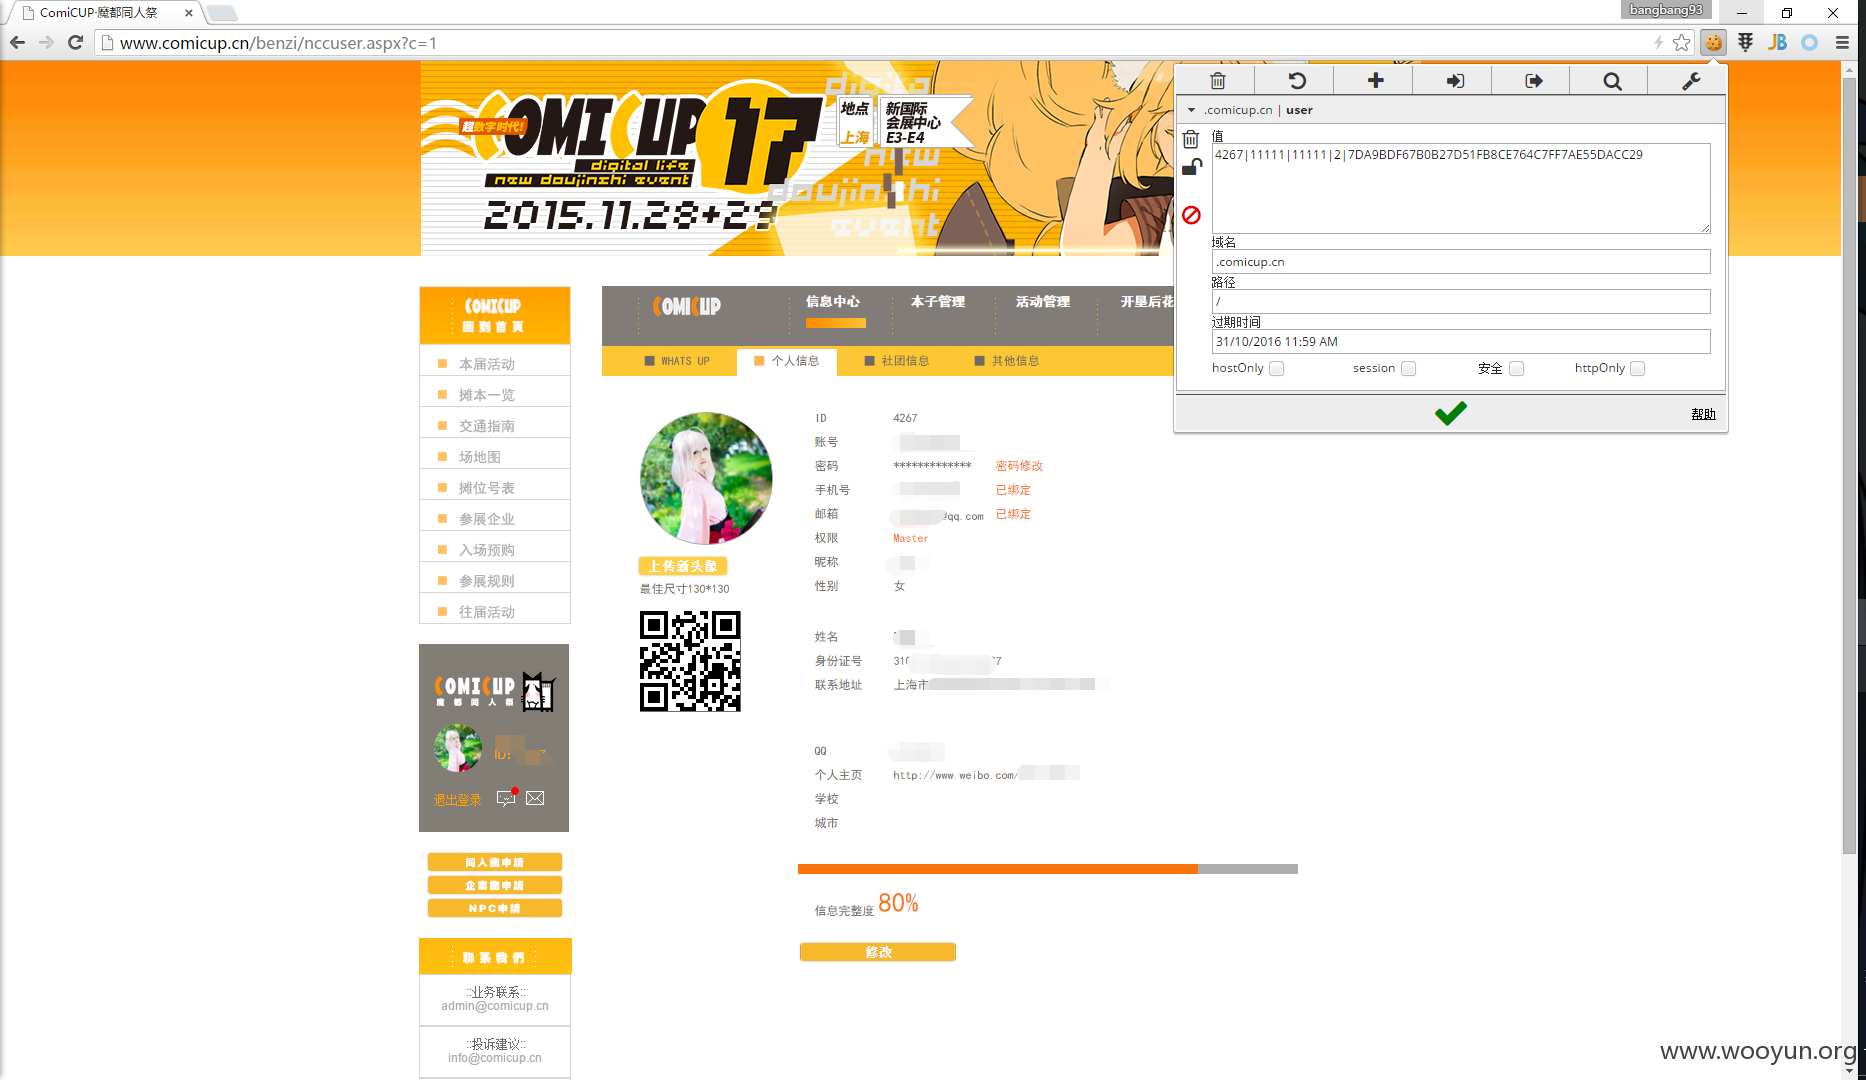 ComiCUP-魔都同人祭
bangbang93
www.comicup.cn/benzi/nccuser.aspx?c=1
COMICUP 17
超数字时代!
digital life
new doujinshi event
2015.11.28+29
地点
上海
新国际
会展中心
E3-E4
digita
new
doujinshi
event
.comicup.cn | user
值
4267|11111|11111|2|7DA9BDF67B0B27D51FB8CE764C7FF7AE55DACC29
域名
.comicup.cn
路径
/
过期时间
31/10/2016 11:59 AM
hostOnly
session
安全
httpOnly
帮助
COMICUP
回到首頁
本届活动
摊本一览
交通指南
场地图
摊位号表
参展企业
入场预购
参展规则
往届活动
COMICUP
信息中心
本子管理
活动管理
开垦后花
WHATS UP
个人信息
社团信息
其他信息
上传新头像
最佳尺寸130*130
ID 4267
账号
密码 ************* 密码修改
手机号 已绑定
邮箱 @qq.com 已绑定
权限 Master
昵称
性别 女
姓名
身份证号 310 7
联系地址 上海市
QQ
个人主页 http://www.weibo.com/
学校
城市
信息完整度 80%
修改
COMICUP
魔都同人祭
ID: 7
退出登录
同人攤申請
企業攤申請
NPC申請
聯系我們
::业务联系::
admin@comicup.cn
::投诉建议::
info@comicup.cn
www.wooyun.org